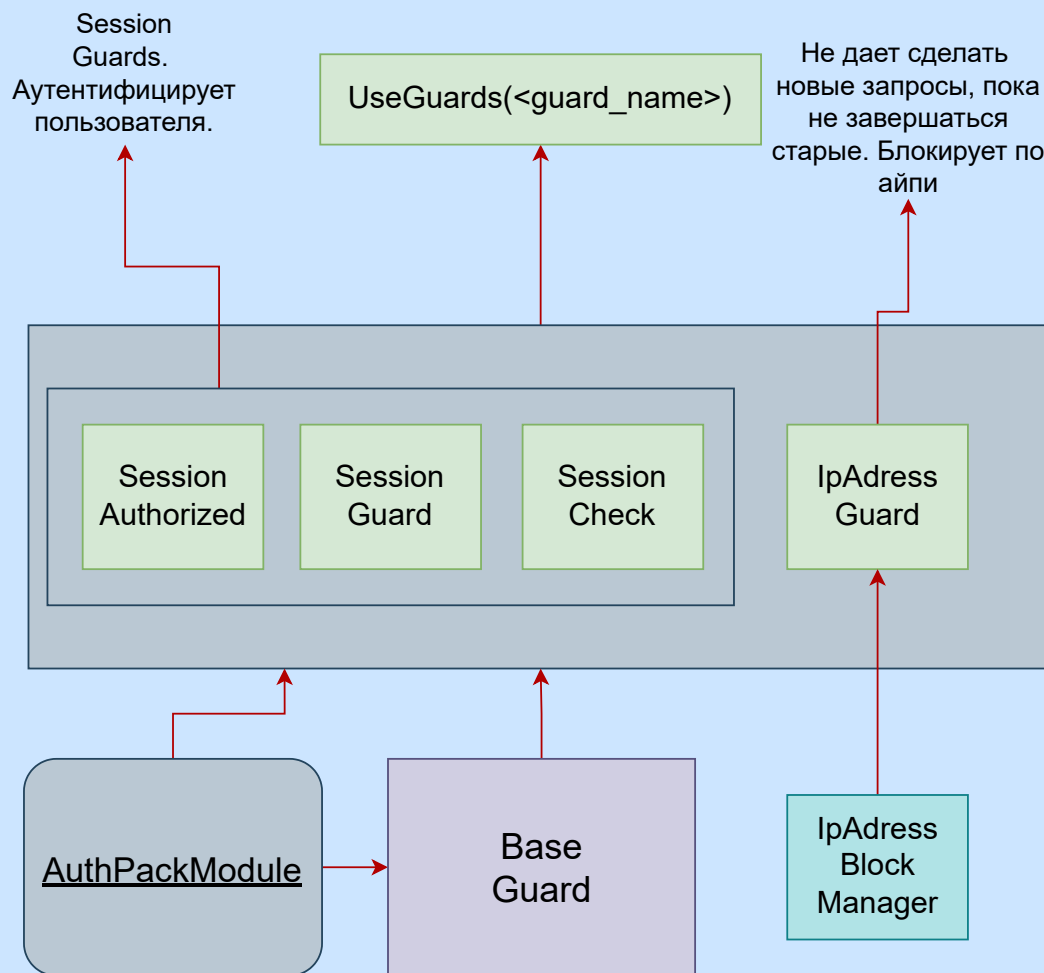 Session
Guards.
Аутентифицирует
пользователя.
UseGuards(<guard_name>)
Не дает сделать
новые запросы, пока
не завершаться
старые. Блокирует по
айпи
Session
Authorized
Session
Guard
Session
Check
IpAdress
Guard
AuthPackModule
Base
Guard
IpAdress
Block
Manager